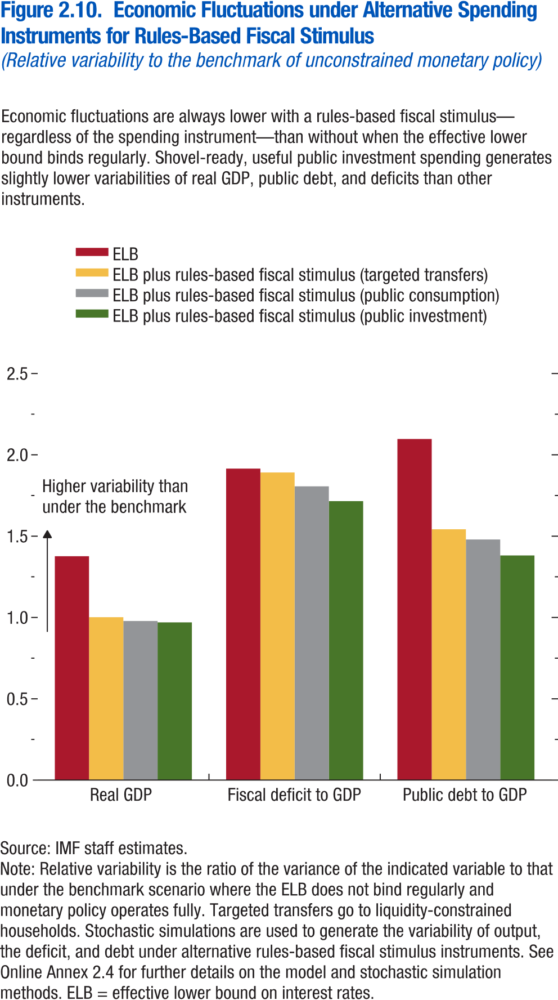 Figure 2.10.  Economic Fluctuations under Alternative Spending
Instruments for Rules-Based Fiscal Stimulus
(Relative variability to the benchmark of unconstrained monetary policy)
Economic fluctuations are always lower with a rules-based fiscal stimulus—
regardless of the spending instrument—than without when the effective lower
bound binds regularly. Shovel-ready, useful public investment spending generates
slightly lower variabilities of real GDP, public debt, and deficits than other
instruments.
ELB
ELB plus rules-based fiscal stimulus (targeted transfers)
ELB plus rules-based fiscal stimulus (public consumption)
ELB plus rules-based fiscal stimulus (public investment)
2.5
2.0
Higher variability than
under the benchmark
1.5
1.0
0.5
0.0
Real GDP
Fiscal deficit to GDP
Public debt to GDP
Source: IMF staff estimates.
Note: Relative variability is the ratio of the variance of the indicated variable to that
under the benchmark scenario where the ELB does not bind regularly and
monetary policy operates fully. Targeted transfers go to liquidity-constrained
households. Stochastic simulations are used to generate the variability of output,
the deficit, and debt under alternative rules-based fiscal stimulus instruments. See
Online Annex 2.4 for further details on the model and stochastic simulation
methods. ELB = effective lower bound on interest rates.